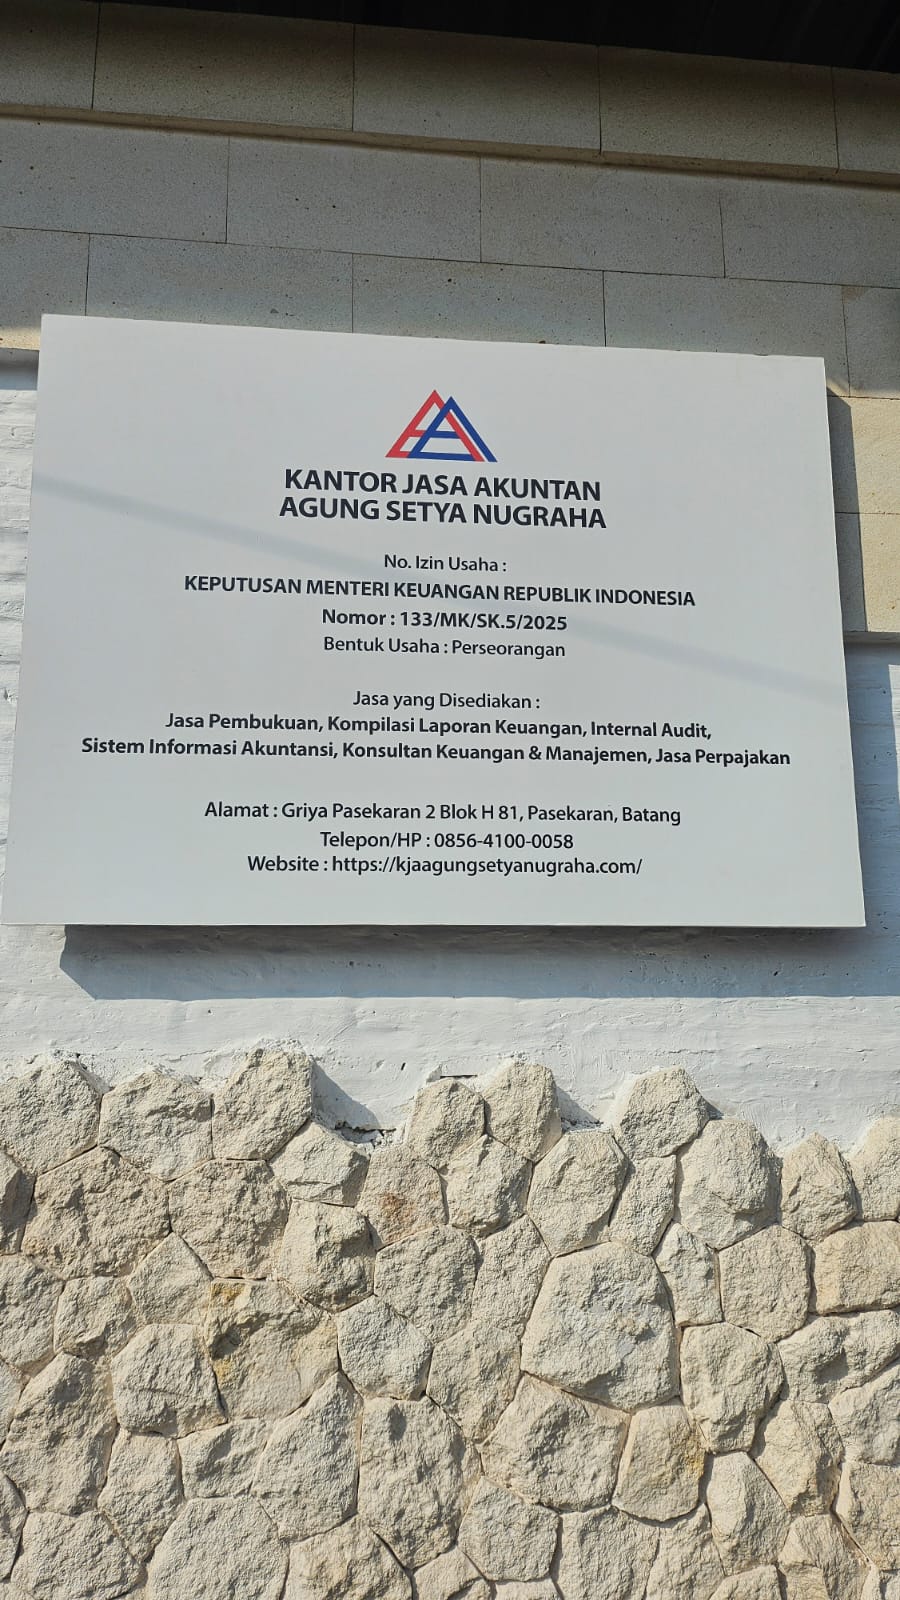 KANTOR JASA AKUNTAN
AGUNG SETYA NUGRAHA
No. Izin Usaha :
KEPUTUSAN MENTERI KEUANGAN REPUBLIK INDONESIA
Nomor : 133/MK/SK.5/2025
Bentuk Usaha : Perseorangan
Jasa yang Disediakan :
Jasa Pembukuan, Kompilasi Laporan Keuangan, Internal Audit,
Sistem Informasi Akuntansi, Konsultan Keuangan & Manajemen, Jasa Perpajakan
Alamat : Griya Pasekaran 2 Blok H 81, Pasekaran, Batang
Telepon/HP : 0856-4100-0058
Website : https://kjaagungsetyanugraha.com/